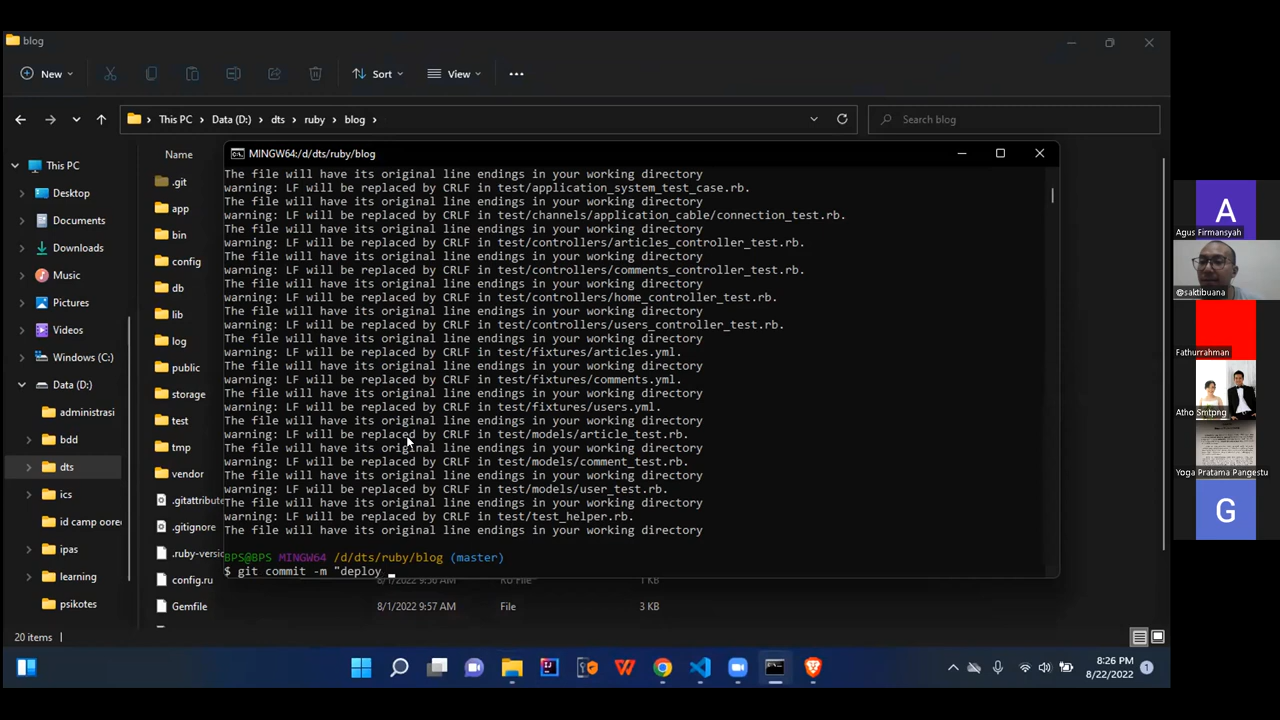 blog
New
Sort
View
This PC
Data (D:)
dts
ruby
blog
Search blog
This PC
Desktop
Documents
Downloads
Music
Pictures
Videos
Windows (C:)
Data (D:)
administrasi
bdd
dts
ics
id camp oored
ipas
learning
psikotes
Name
.git
app
bin
config
db
lib
log
public
storage
test
tmp
vendor
.gitattribute
.gitignore
.ruby-versio
config.ru
Gemfile
8/1/2022 9:57 AM
File
1 KB
3 KB
MINGW64:/d/dts/ruby/blog
The file will have its original line endings in your working directory
warning: LF will be replaced by CRLF in test/application_system_test_case.rb.
The file will have its original line endings in your working directory
warning: LF will be replaced by CRLF in test/channels/application_cable/connection_test.rb.
The file will have its original line endings in your working directory
warning: LF will be replaced by CRLF in test/controllers/articles_controller_test.rb.
The file will have its original line endings in your working directory
warning: LF will be replaced by CRLF in test/controllers/comments_controller_test.rb.
The file will have its original line endings in your working directory
warning: LF will be replaced by CRLF in test/controllers/home_controller_test.rb.
The file will have its original line endings in your working directory
warning: LF will be replaced by CRLF in test/controllers/users_controller_test.rb.
The file will have its original line endings in your working directory
warning: LF will be replaced by CRLF in test/fixtures/articles.yml.
The file will have its original line endings in your working directory
warning: LF will be replaced by CRLF in test/fixtures/comments.yml.
The file will have its original line endings in your working directory
warning: LF will be replaced by CRLF in test/fixtures/users.yml.
The file will have its original line endings in your working directory
warning: LF will be replaced by CRLF in test/models/article_test.rb.
The file will have its original line endings in your working directory
warning: LF will be replaced by CRLF in test/models/comment_test.rb.
The file will have its original line endings in your working directory
warning: LF will be replaced by CRLF in test/models/user_test.rb.
The file will have its original line endings in your working directory
warning: LF will be replaced by CRLF in test/test_helper.rb.
The file will have its original line endings in your working directory
BPS@BPS MINGW64 /d/dts/ruby/blog (master)
$ git commit -m "deploy
20 items
8:26 PM
8/22/2022
1
A
Agus Firmansyah
@saktibuana
Fathurrahman
Atho Smtpng
Yoga Pratama Pangestu
G